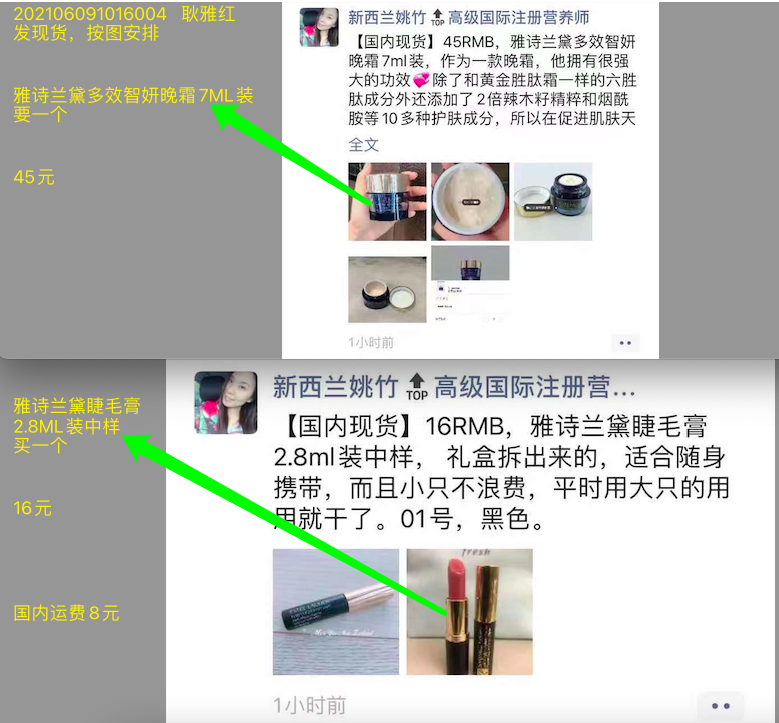 202106091016004 耿雅红
发现货，按图安排
雅诗兰黛多效智妍晚霜7ML装
要一个
45元
新西兰姚竹🔝高级国际注册营养师
【国内现货】45RMB，雅诗兰黛多效智妍
晚霜7ml装，作为一款晚霜，他拥有很强
大的功效💞除了和黄金胜肽霜一样的六胜
肽成分外还添加了2倍辣木籽精粹和烟酰
胺等10多种护肤成分，所以在促进肌肤天
全文
1小时前
雅诗兰黛睫毛膏
2.8ML装中样
买一个
16元
国内运费8元
新西兰姚竹🔝高级国际注册营...
【国内现货】16RMB，雅诗兰黛睫毛膏
2.8ml装中样， 礼盒拆出来的，适合随身
携带，而且小只不浪费，平时用大只的用
用就干了。01号，黑色。
fresh
1小时前